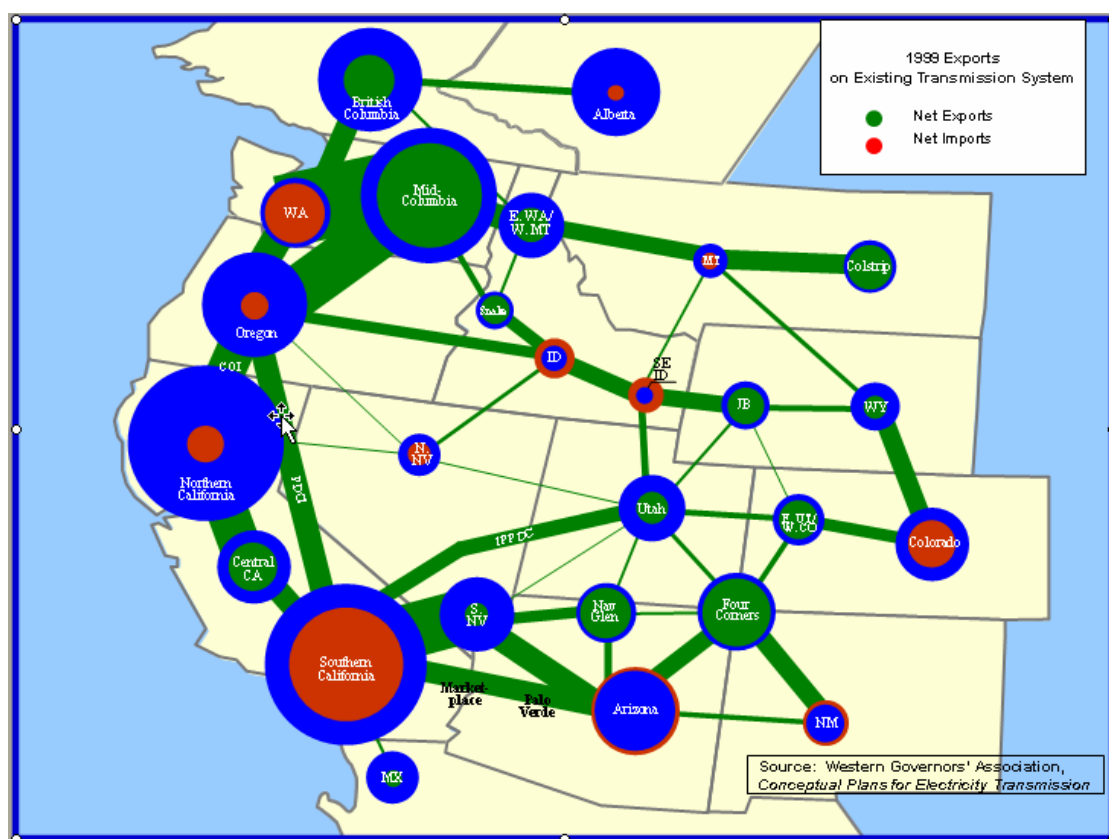 1999 Exports
on Existing Transmission System
Net Exports
Net Imports
British
Columbia
Alberta
Mid-
Columbia
WA
E. WA/
W. MT
MT
Colstrip
Snake
Oregon
ID
SE
ID
JB
WY
COI
N.
NV
Northern
California
PDCI
Utah
E. UT/
W. CO
Colorado
IPPDC
Central
CA
S.
NV
Nav
Glen
Four
Corners
Southern
California
Market-
place
Palo
Verde
Arizona
NM
MX
Source: Western Governors' Association,
Conceptual Plans for Electricity Transmission